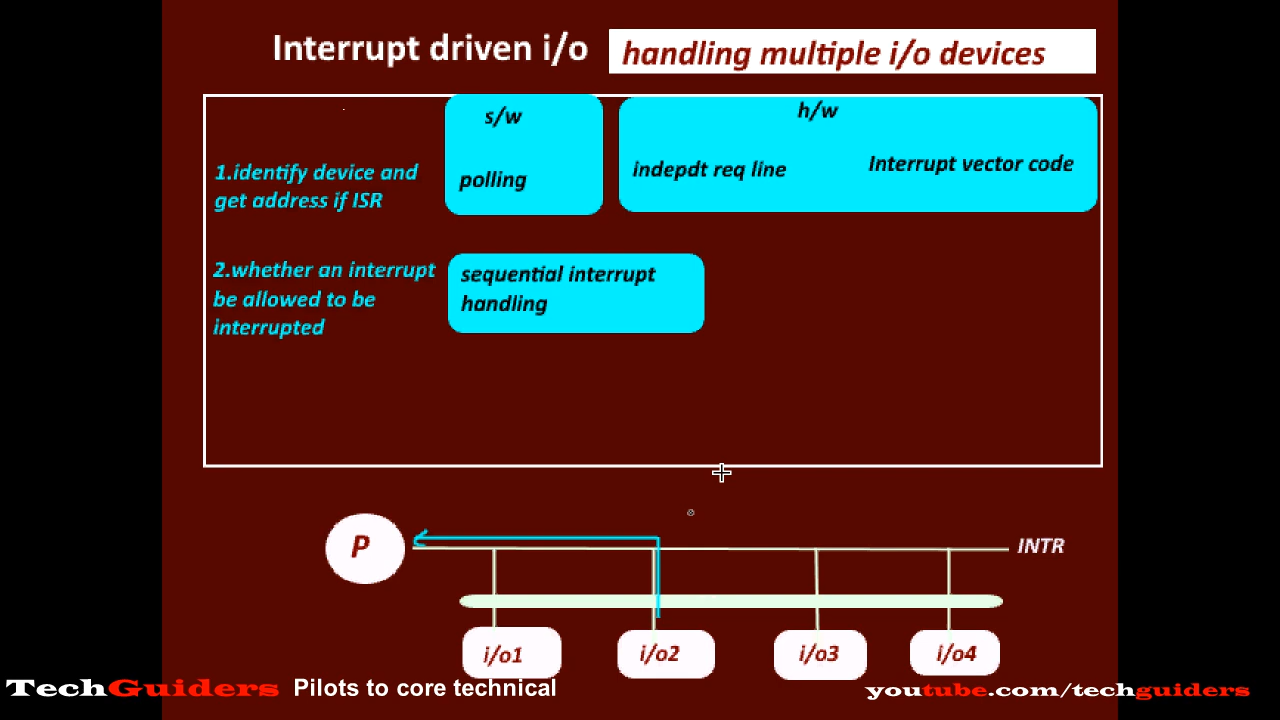 Interrupt driven i/o handling multiple i/o devices
s/w
h/w
1.identify device and
get address if ISR
polling
indepdt req line
Interrupt vector code
2.whether an interrupt
be allowed to be
interrupted
sequential interrupt
handling
P
INTR
i/o1
i/o2
i/o3
i/o4
TechGuiders Pilots to core technical
youtube.com/techguiders